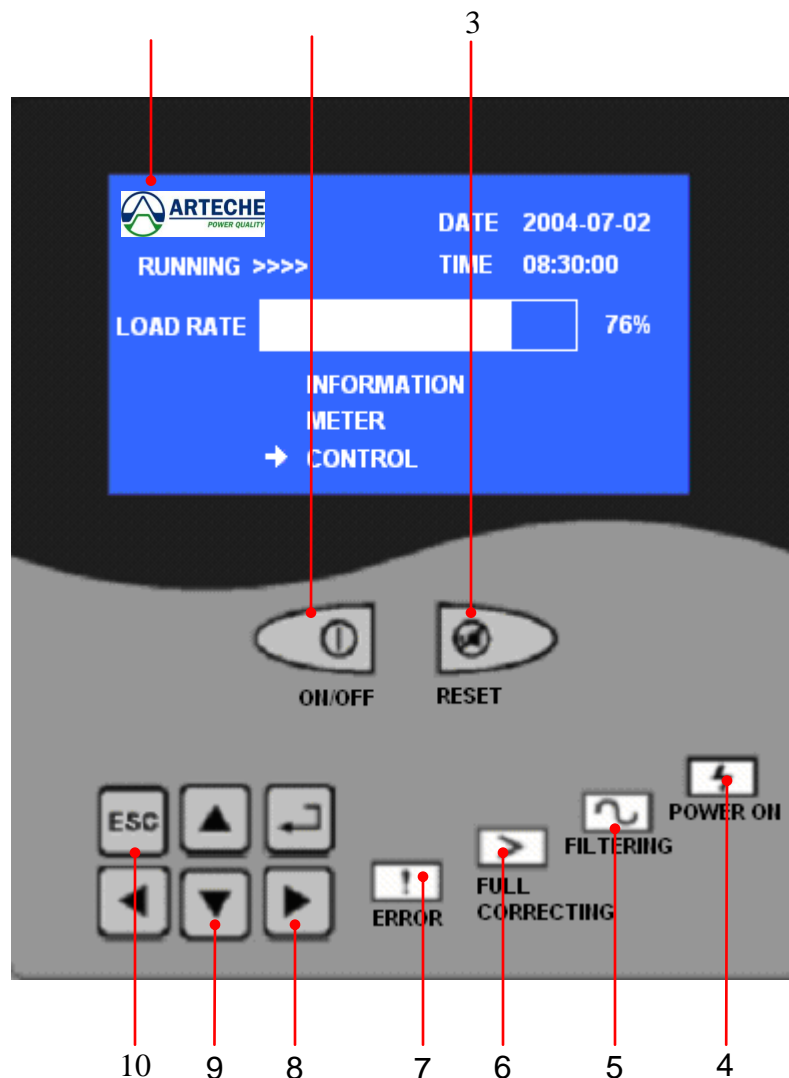 3
ARTECHE
POWER QUALITY
DATE 2004-07-02
RUNNING >>>> TIME 08:30:00
LOAD RATE 76%
INFORMATION
METER
➔ CONTROL
ON/OFF RESET
POWER ON
FILTERING
ESC
FULL
CORRECTING
!
ERROR
10 9 8 7 6 5 4